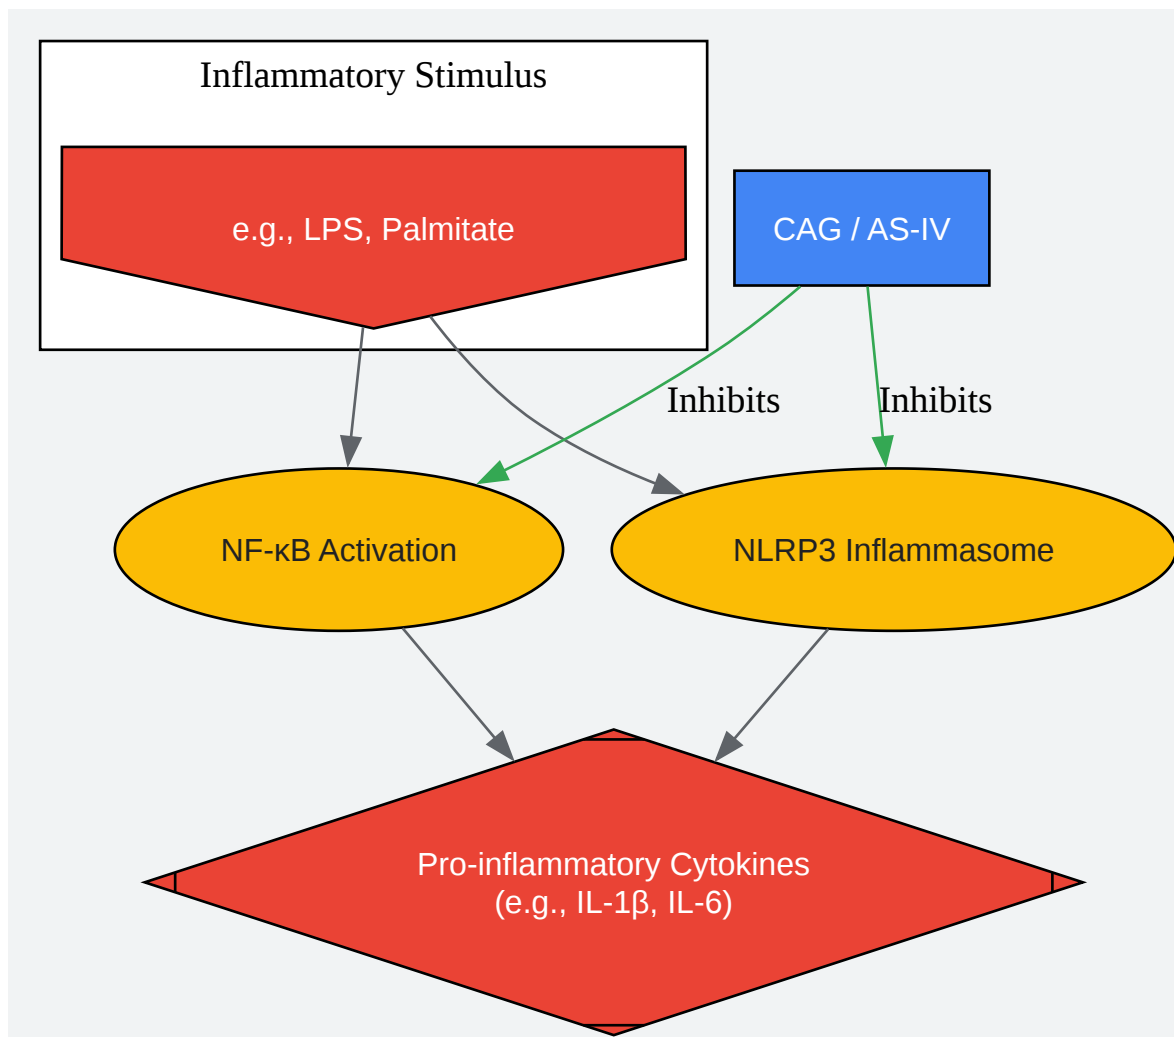 Inflammatory Stimulus
e.g., LPS, Palmitate
CAG / AS-IV
Inhibits
Inhibits
NF-κB Activation
NLRP3 Inflammasome
Pro-inflammatory Cytokines
(e.g., IL-1β, IL-6)